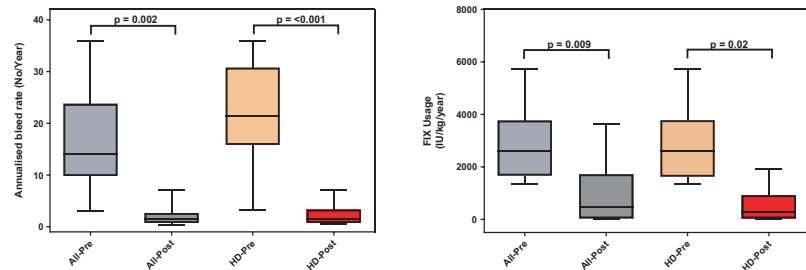 p = 0.002
p = <0.001
Annualised bleed rate (No/Year)
40
30
20
10
0
All-Pre
All-Post
HD-Pre
HD-Post
p = 0.009
p = 0.02
FIX Usage
(IU/kg/year)
8000
6000
4000
2000
0
All-Pre
All-Post
HD-Pre
HD-Post